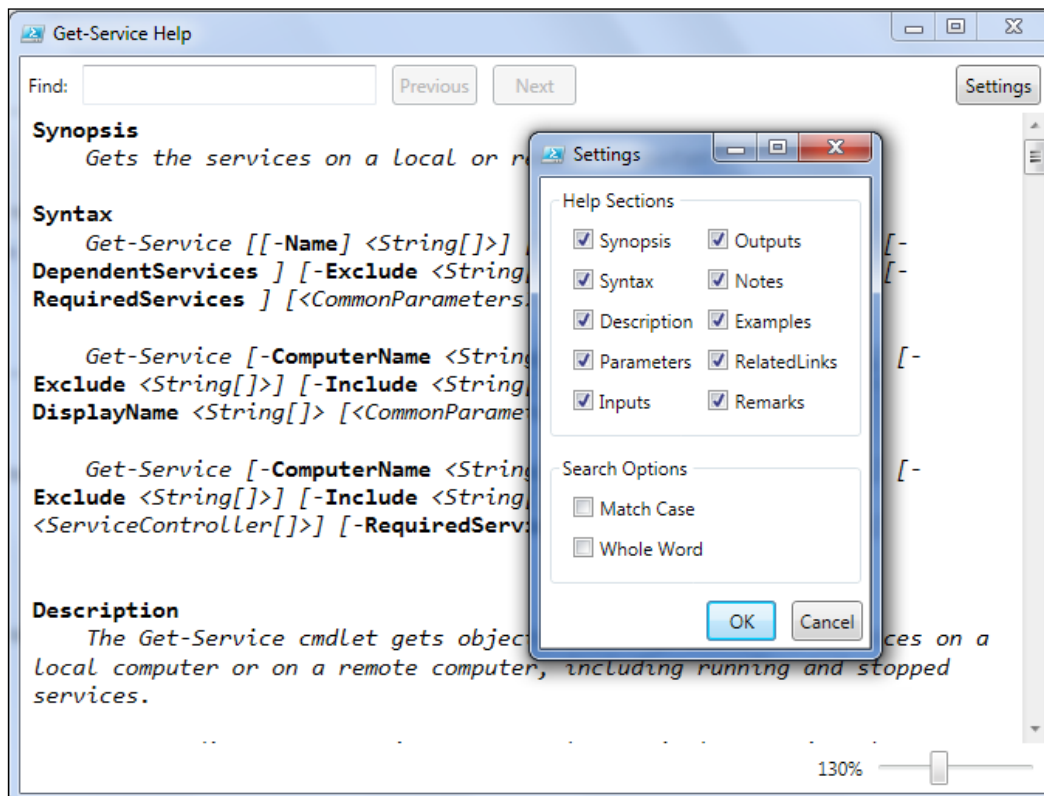 Get-Service Help
Find:
Previous
Next
Settings
Synopsis
Gets the services on a local or
Syntax
Get-Service [[-Name] <String[]>] [-
DependentServices ] [-Exclude <String[ [-
RequiredServices ] [<CommonParameters>
Get-Service [-ComputerName <String [-
Exclude <String[]>] [-Include <String[
DisplayName <String[]> [<CommonParame
Get-Service [-ComputerName <String [-
Exclude <String[]>] [-Include <String[
<ServiceController[]>] [-RequiredServi
Description
The Get-Service cmdlet gets objec ces on a
local computer or on a remote computer, including running and stopped
services.
130%
Settings
Help Sections
Synopsis Outputs
Syntax Notes
Description Examples
Parameters RelatedLinks
Inputs Remarks
Search Options
Match Case
Whole Word
OK Cancel